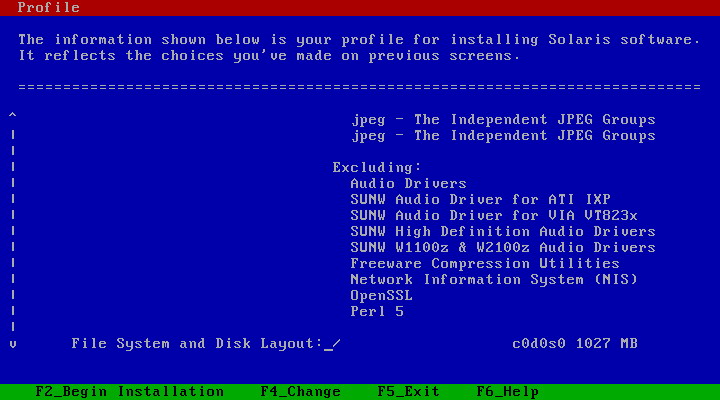 Profile
The information shown below is your profile for installing Solaris software.
It reflects the choices you've made on previous screens.
============================================================================
^
| jpeg - The Independent JPEG Groups
| jpeg - The Independent JPEG Groups
|
| Excluding:
| Audio Drivers
| SUNW Audio Driver for ATI IXP
| SUNW Audio Driver for VIA VT823x
| SUNW High Definition Audio Drivers
| SUNW W1100z & W2100z Audio Drivers
| Freeware Compression Utilities
| Network Information System (NIS)
| OpenSSL
| Perl 5
|
v File System and Disk Layout:_/ c0d0s0 1027 MB
F2_Begin Installation F4_Change F5_Exit F6_Help